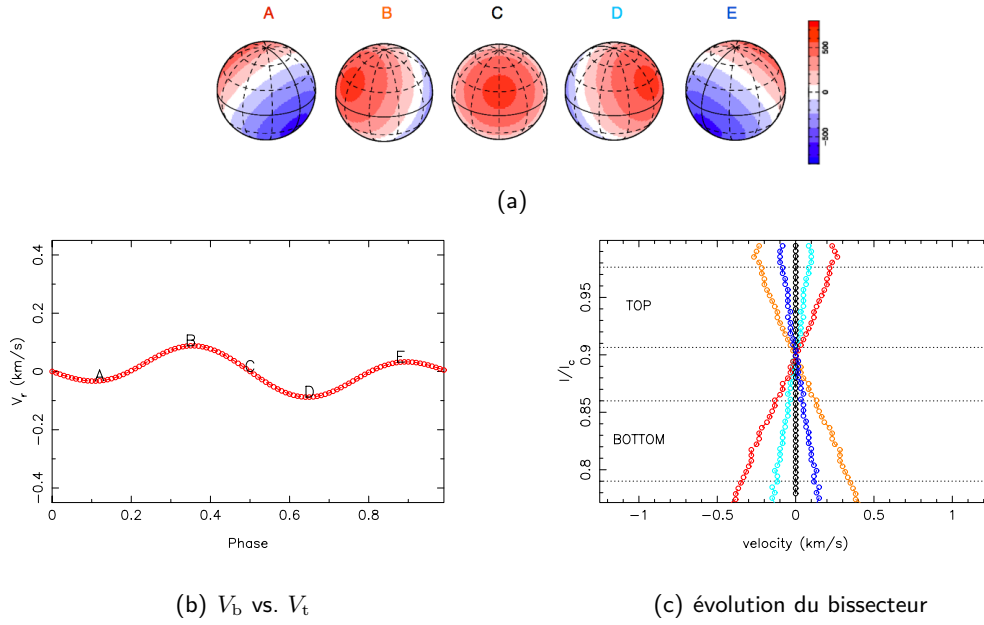 A B C D E
500
0
−500
(a)
0.4
0.2
0
−0.2
−0.4
V_r (km/s)
A B C D E
0 0.2 0.4 0.6 0.8
Phase
0.95
0.9
0.85
0.8
I/I_c
TOP
BOTTOM
−1 −0.5 0 0.5 1
velocity (km/s)
(b) V_b vs. V_t
(c) évolution du bissecteur